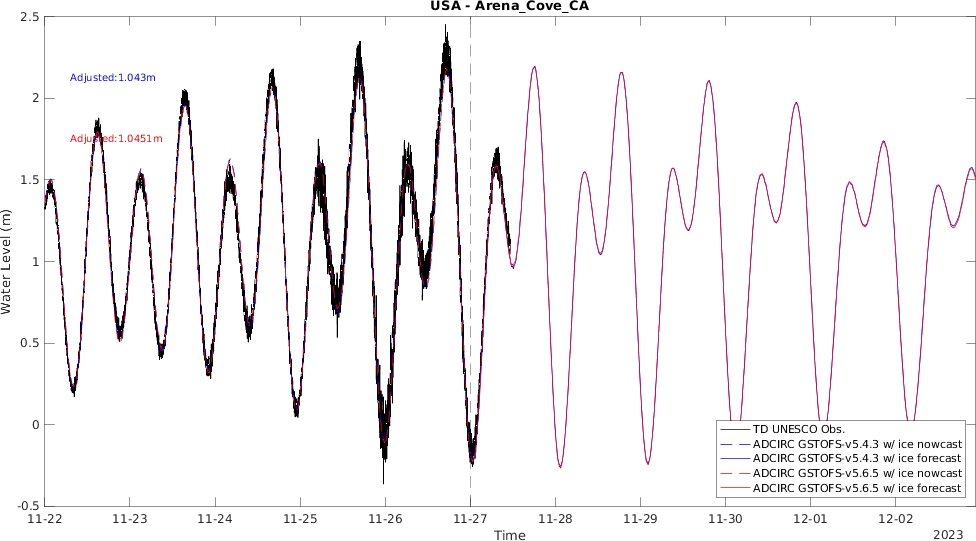 USA - Arena_Cove_CA
2.5
2
1.5
1
0.5
0
-0.5
Water Level (m)
Adjusted:1.043m
Adjusted:1.0451m
TD UNESCO Obs.
ADCIRC GSTOFS-v5.4.3 w/ ice nowcast
ADCIRC GSTOFS-v5.4.3 w/ ice forecast
ADCIRC GSTOFS-v5.6.5 w/ ice nowcast
ADCIRC GSTOFS-v5.6.5 w/ ice forecast
11-22 11-23 11-24 11-25 11-26 11-27 11-28 11-29 11-30 12-01 12-02
Time
2023